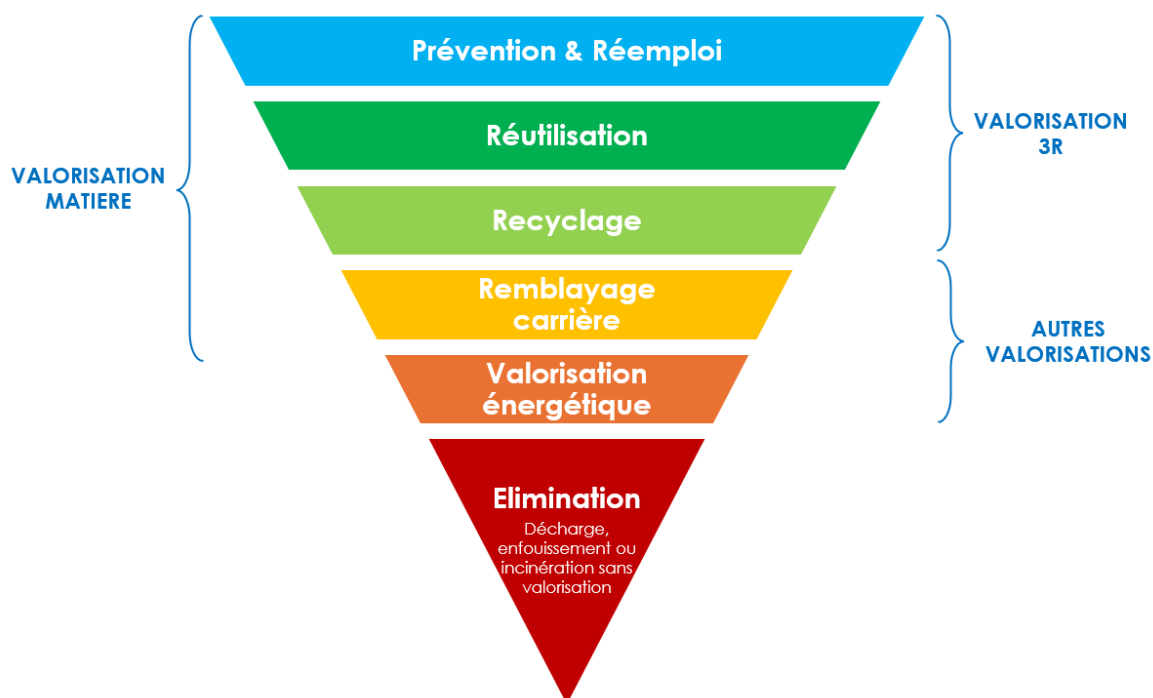 Prévention & Réemploi
Réutilisation
VALORISATION
3R
VALORISATION
MATIERE
Recyclage
Remblayage
carrière
AUTRES
VALORISATIONS
Valorisation
énergétique
Elimination
Décharge,
enfouissement ou
incinération sans
valorisation